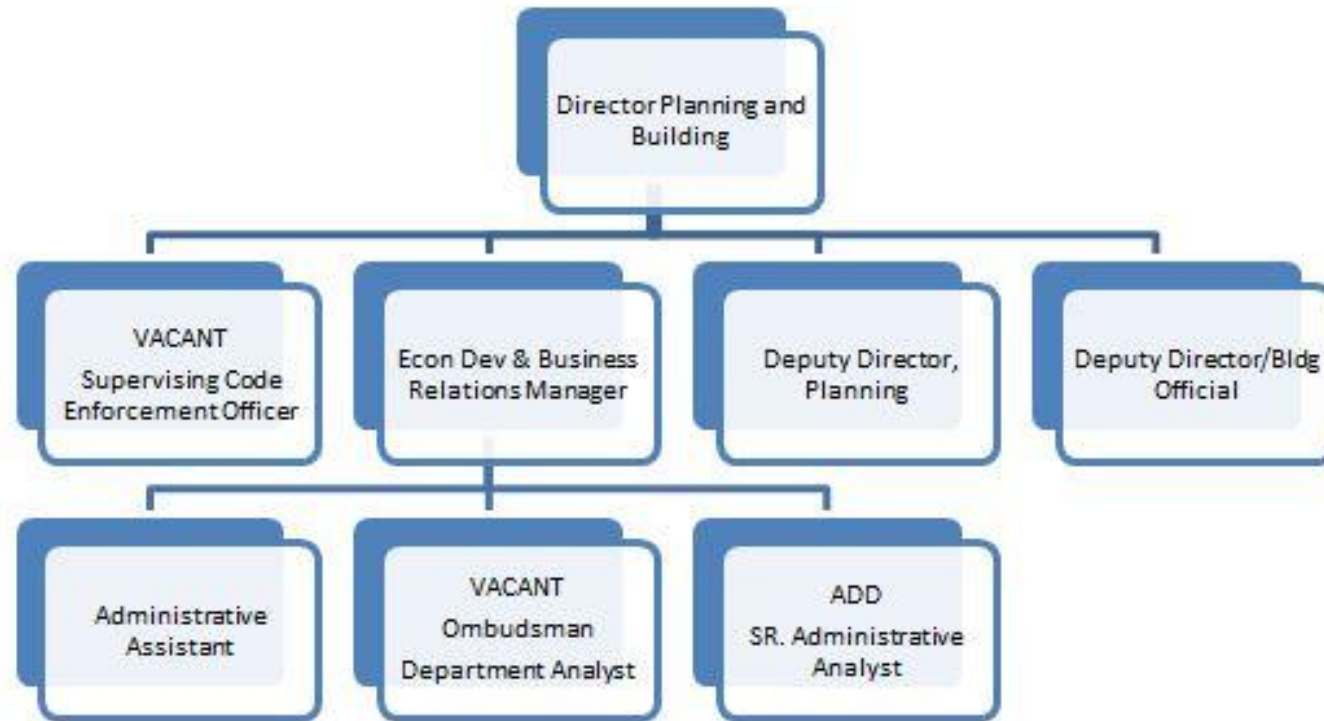 Director Planning and
Building
VACANT
Supervising Code
Enforcement Officer
Econ Dev & Business
Relations Manager
Deputy Director,
Planning
Deputy Director/Bldg
Official
Administrative
Assistant
VACANT
Ombudsman
Department Analyst
ADD
SR. Administrative
Analyst